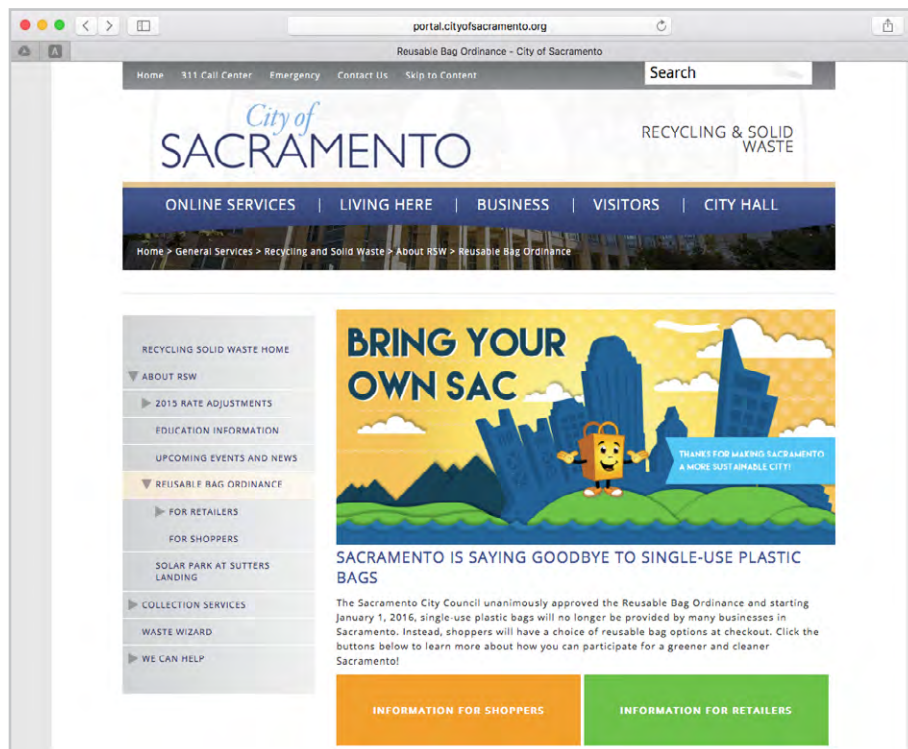 portal.cityofsacramento.org
Reusable Bag Ordinance - City of Sacramento
Home 311 Call Center Emergency Contact Us Skip to Content
Search
City of
SACRAMENTO
RECYCLING & SOLID
WASTE
ONLINE SERVICES | LIVING HERE | BUSINESS | VISITORS | CITY HALL
Home > General Services > Recycling and Solid Waste > About RSW > Reusable Bag Ordinance
RECYCLING SOLID WASTE HOME
ABOUT RSW
2015 RATE ADJUSTMENTS
EDUCATION INFORMATION
UPCOMING EVENTS AND NEWS
REUSABLE BAG ORDINANCE
FOR RETAILERS
FOR SHOPPERS
SOLAR PARK AT SUTTERS
LANDING
COLLECTION SERVICES
WASTE WIZARD
WE CAN HELP
BRING YOUR
OWN SAC
THANKS FOR MAKING SACRAMENTO
A MORE SUSTAINABLE CITY!
SACRAMENTO IS SAYING GOODBYE TO SINGLE-USE PLASTIC
BAGS
The Sacramento City Council unanimously approved the Reusable Bag Ordinance and starting
January 1, 2016, single-use plastic bags will no longer be provided by many businesses in
Sacramento. Instead, shoppers will have a choice of reusable bag options at checkout. Click the
buttons below to learn more about how you can participate for a greener and cleaner
Sacramento!
INFORMATION FOR SHOPPERS
INFORMATION FOR RETAILERS